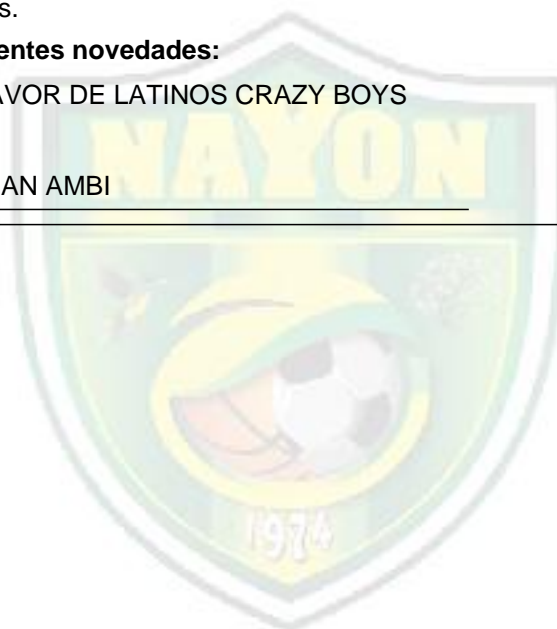 s.
entes novedades:
AVOR DE LATINOS CRAZY BOYS
AN AMBI
NAYON
1974